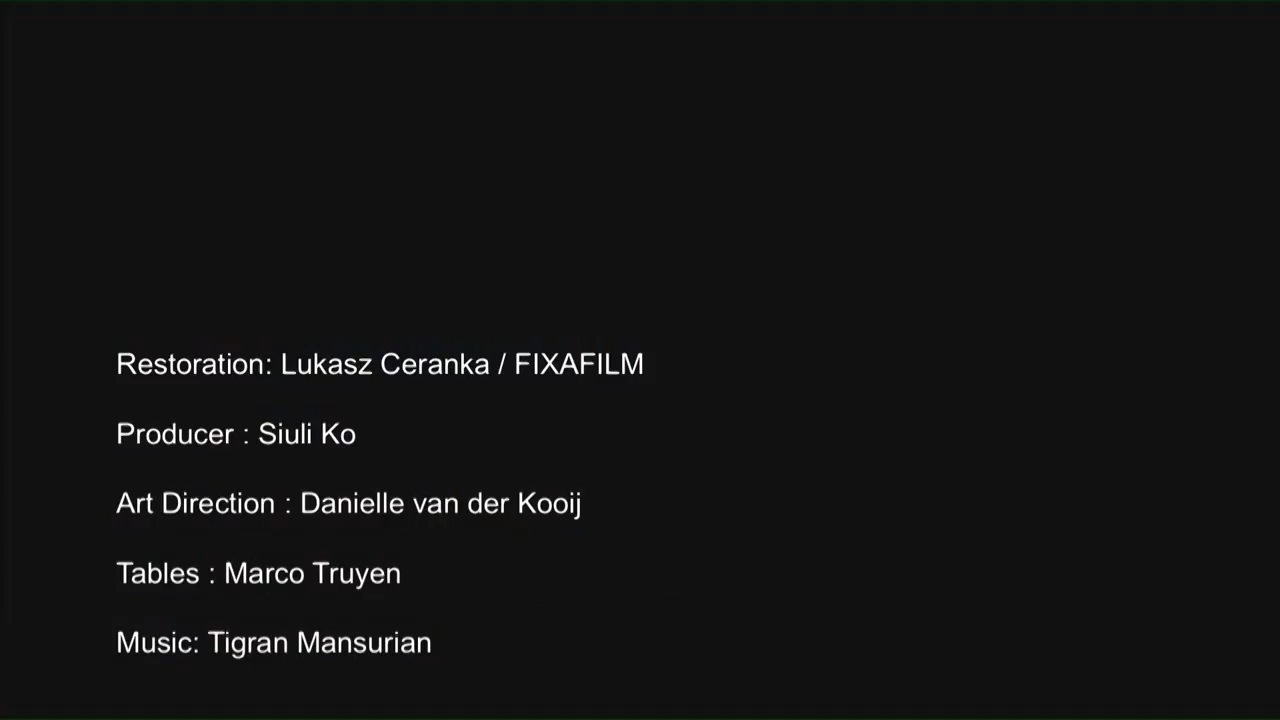 Restoration: Lukasz Ceranka / FIXAFILM
Producer : Siuli Ko
Art Direction : Danielle van der Kooij
Tables : Marco Truyen
Music: Tigran Mansurian